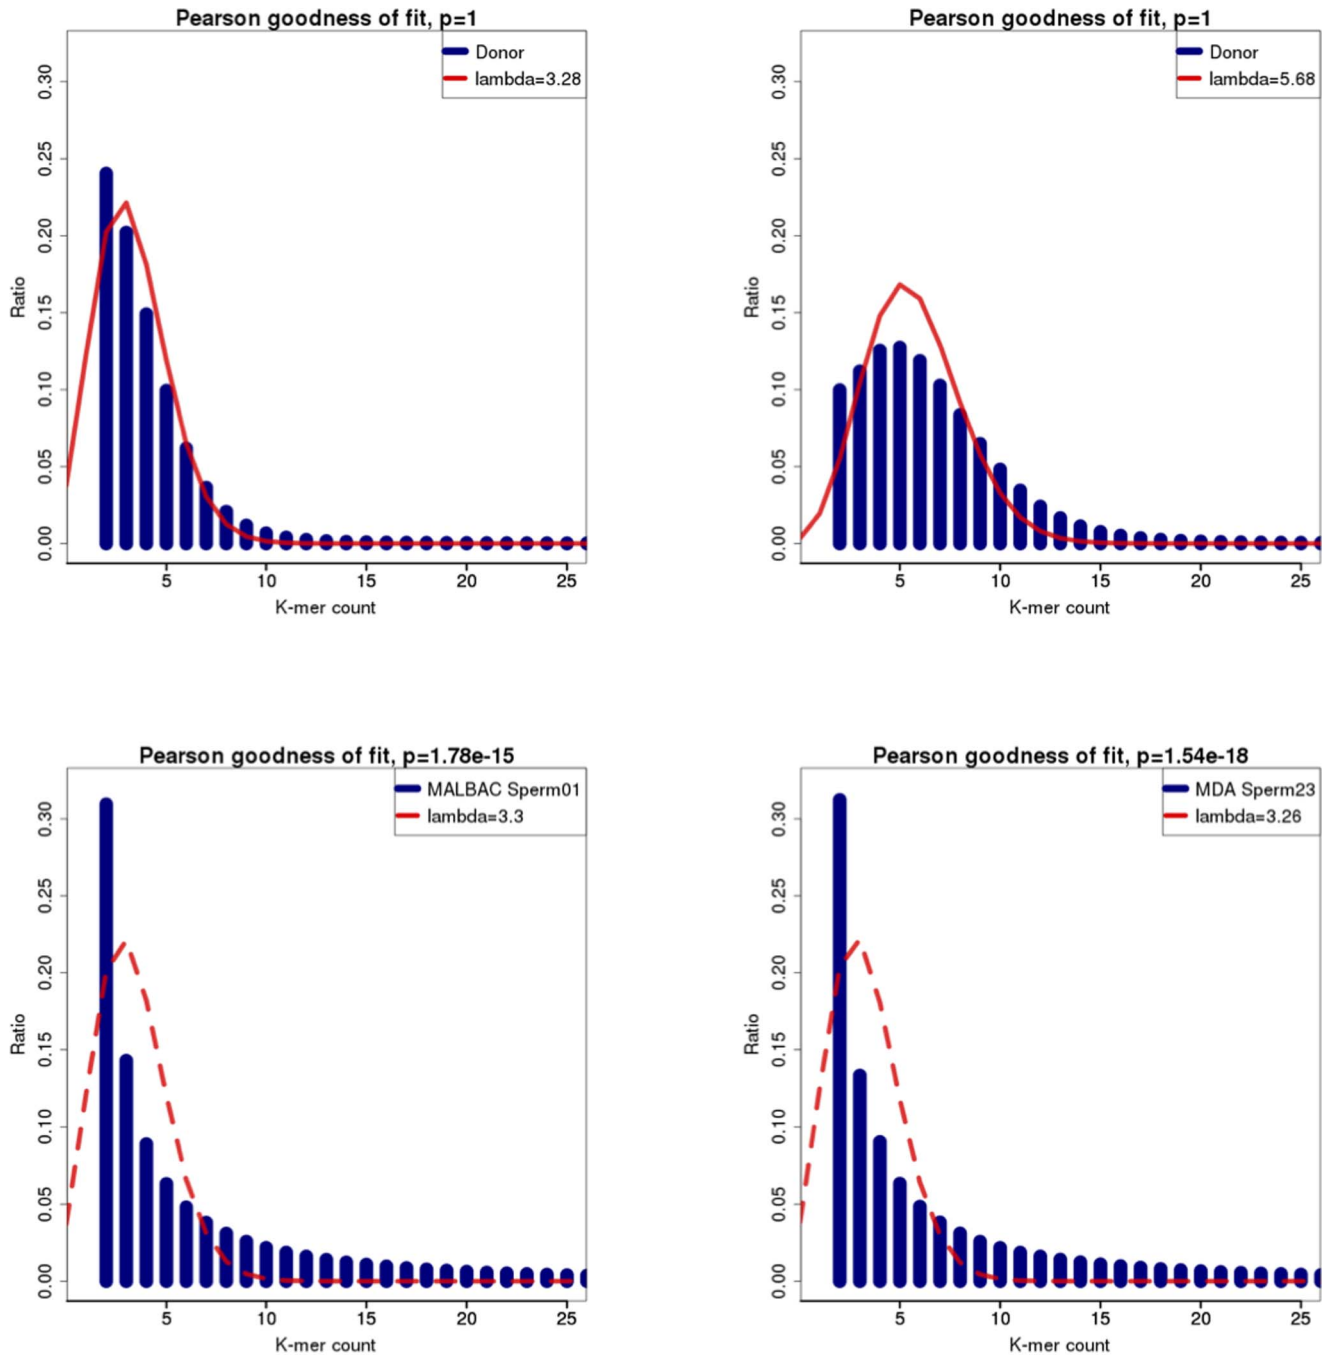 Pearson goodness of fit, p=1
Donor
lambda=3.28
Ratio
0.30
0.25
0.20
0.15
0.10
0.05
0.00
5 10 15 20 25
K-mer count
Pearson goodness of fit, p=1
Donor
lambda=5.68
Ratio
0.30
0.25
0.20
0.15
0.10
0.05
0.00
5 10 15 20 25
K-mer count
Pearson goodness of fit, p=1.78e-15
MALBAC Sperm01
lambda=3.3
Ratio
0.30
0.25
0.20
0.15
0.10
0.05
0.00
5 10 15 20 25
K-mer count
Pearson goodness of fit, p=1.54e-18
MDA Sperm23
lambda=3.26
Ratio
0.30
0.25
0.20
0.15
0.10
0.05
0.00
5 10 15 20 25
K-mer count